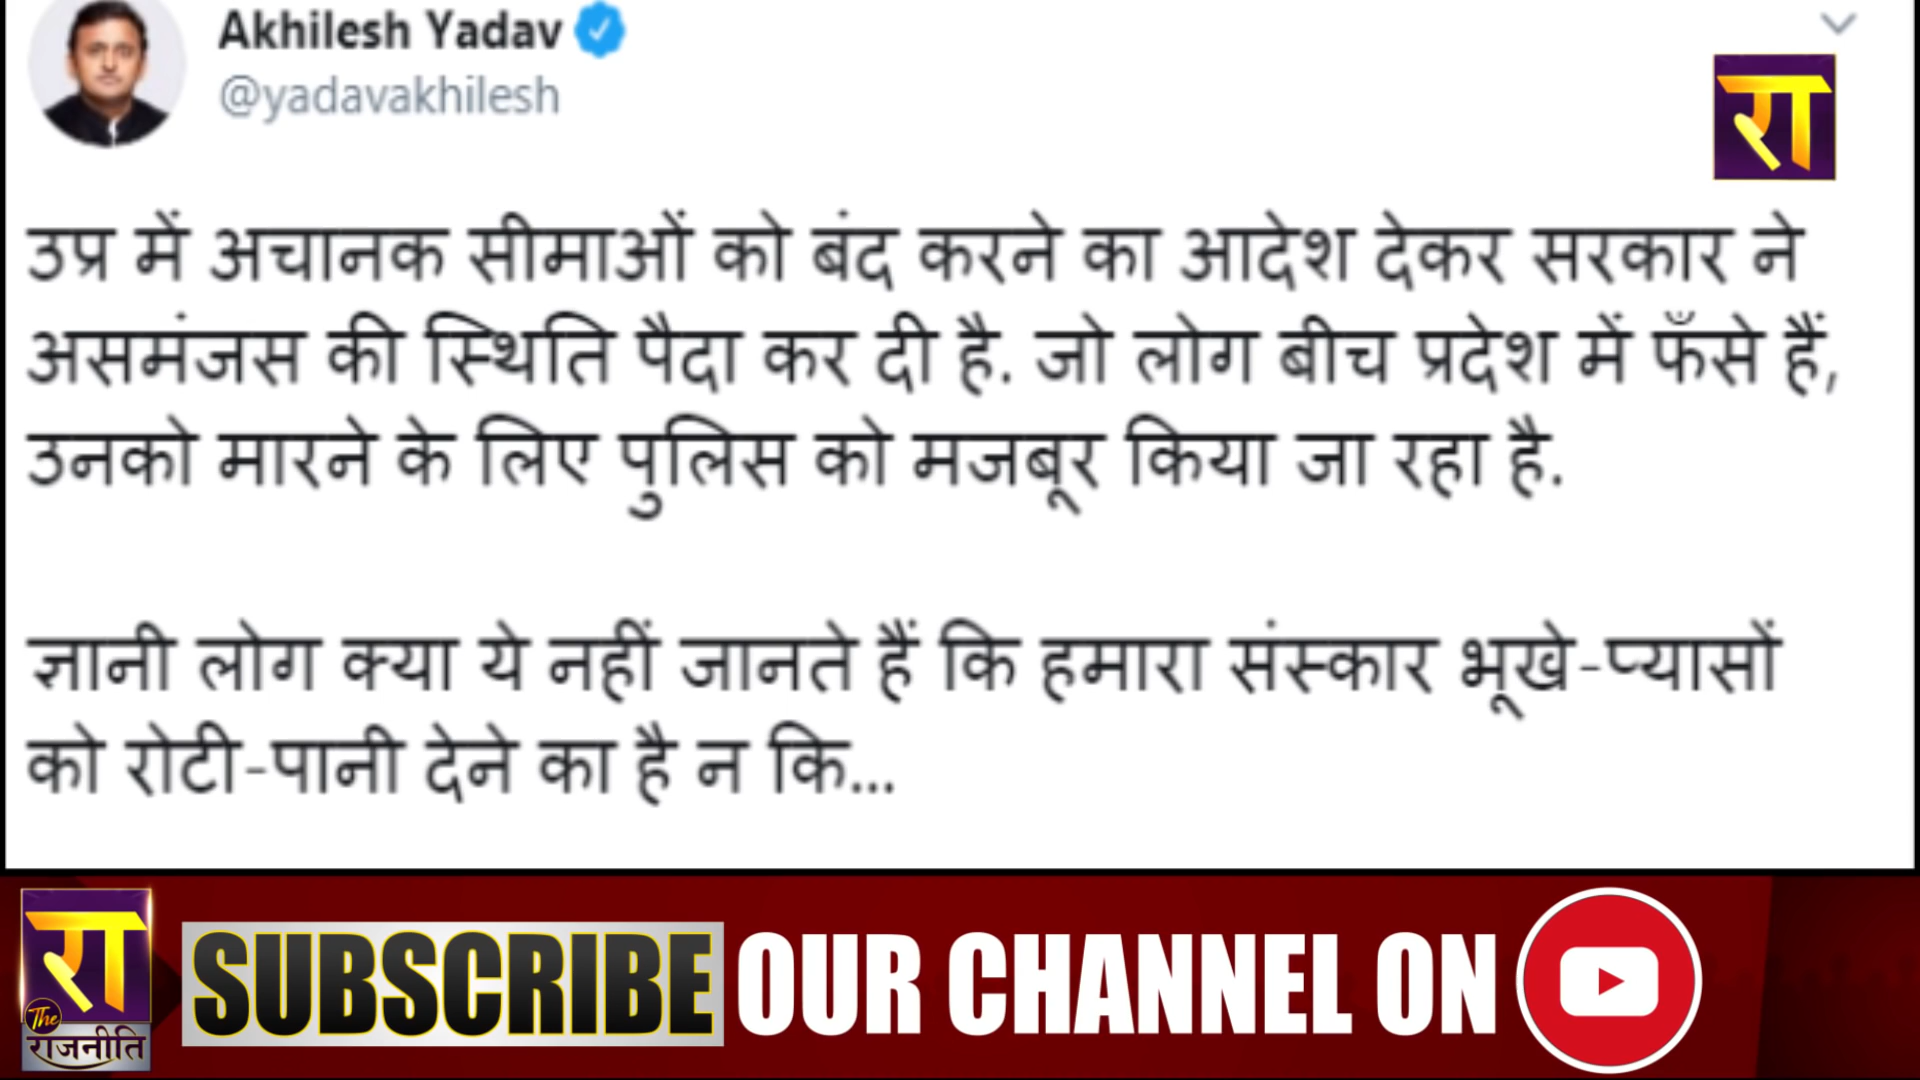 Akhilesh Yadav
@yadavakhilesh
रा
उप्र में अचानक सीमाओं को बंद करने का आदेश देकर सरकार ने
असमंजस की स्थिति पैदा कर दी है. जो लोग बीच प्रदेश में फँसे हैं,
उनको मारने के लिए पुलिस को मजबूर किया जा रहा है.
ज्ञानी लोग क्या ये नहीं जानते हैं कि हमारा संस्कार भूखे-प्यासों
को रोटी-पानी देने का है न कि...
रा
The
राजनीति
SUBSCRIBE OUR CHANNEL ON